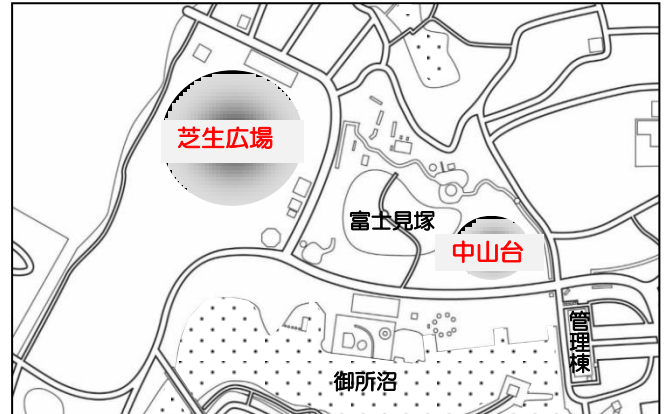 芝生広場
富士見塚
中山台
管理棟
御所沼